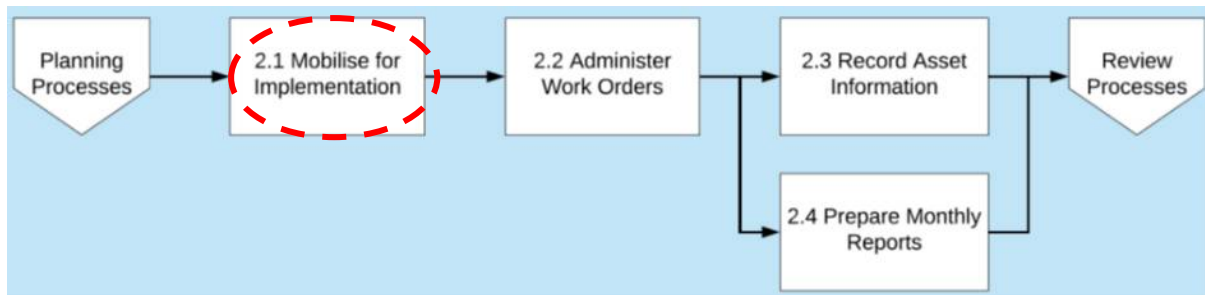 Planning
Processes
2.1 Mobilise for
Implementation
2.2 Administer
Work Orders
2.3 Record Asset
Information
Review
Processes
2.4 Prepare Monthly
Reports